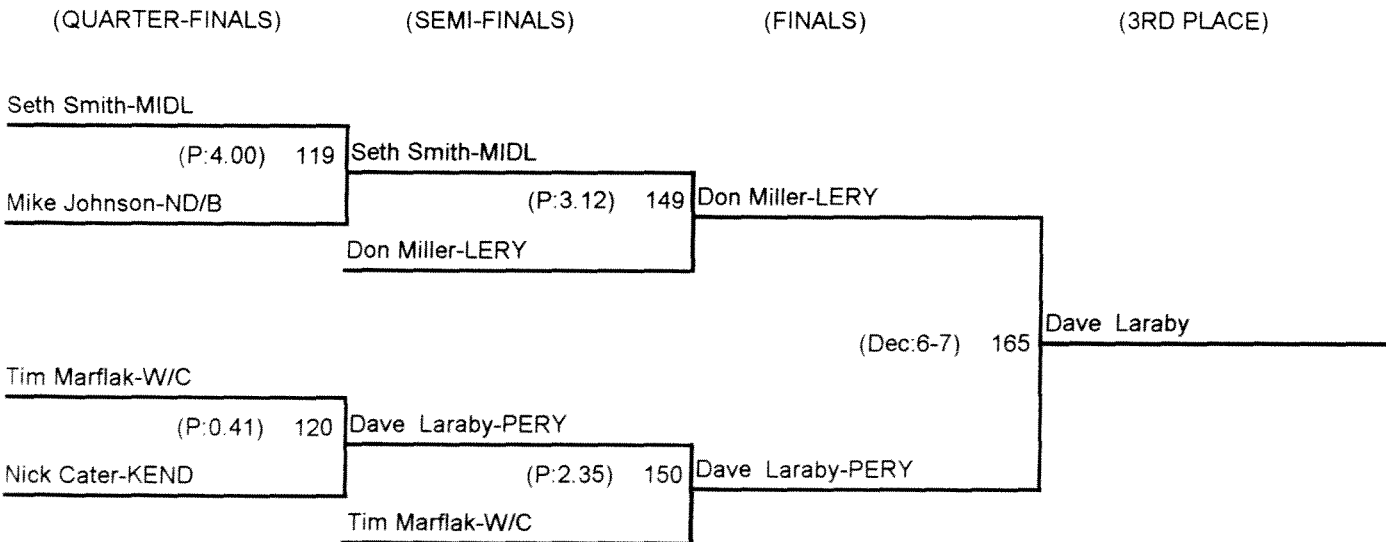 (QUARTER-FINALS) (SEMI-FINALS) (FINALS) (3RD PLACE)
Seth Smith-MIDL
(P:4.00) 119 Seth Smith-MIDL
Mike Johnson-ND/B (P:3.12) 149 Don Miller-LERY
Don Miller-LERY
(Dec:6-7) 165 Dave Laraby
Tim Marflak-W/C
(P:0.41) 120 Dave Laraby-PERY
Nick Cater-KEND (P:2.35) 150 Dave Laraby-PERY
Tim Marflak-W/C